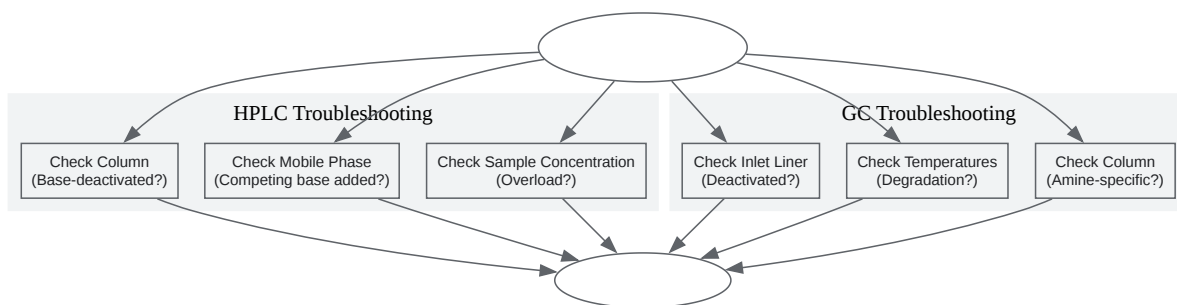 HPLC Troubleshooting
GC Troubleshooting
Check Column
(Base-deactivated?)
Check Mobile Phase
(Competing base added?)
Check Sample Concentration
(Overload?)
Check Inlet Liner
(Deactivated?)
Check Temperatures
(Degradation?)
Check Column
(Amine-specific?)